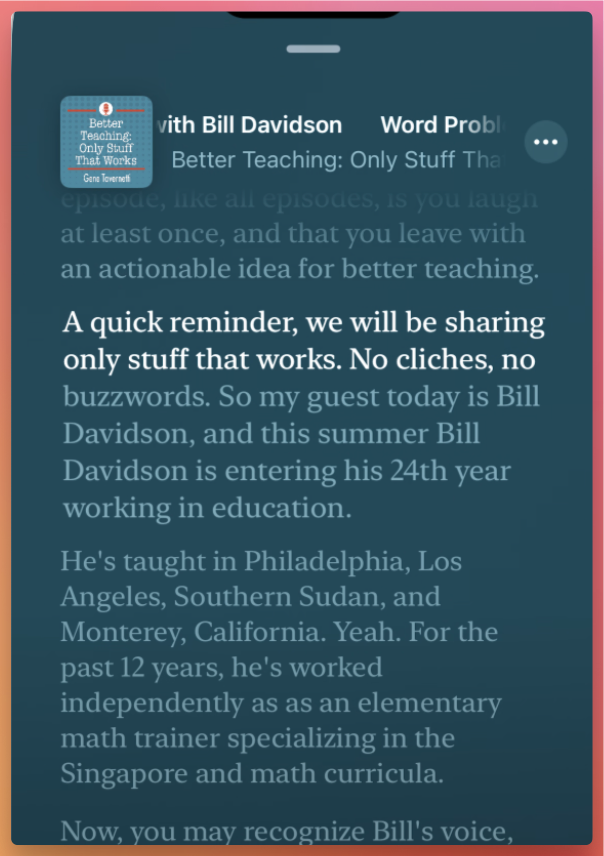 Better
Teaching:
Only Stuff
That Works
Gene Tavernetti
with Bill Davidson Word Probl
Better Teaching: Only Stuff Tha
episode, like all episodes, is you laugh
at least once, and that you leave with
an actionable idea for better teaching.
A quick reminder, we will be sharing
only stuff that works. No cliches, no
buzzwords. So my guest today is Bill
Davidson, and this summer Bill
Davidson is entering his 24th year
working in education.
He's taught in Philadelphia, Los
Angeles, Southern Sudan, and
Monterey, California. Yeah. For the
past 12 years, he's worked
independently as as an elementary
math trainer specializing in the
Singapore and math curricula.
Now, you may recognize Bill's voice,